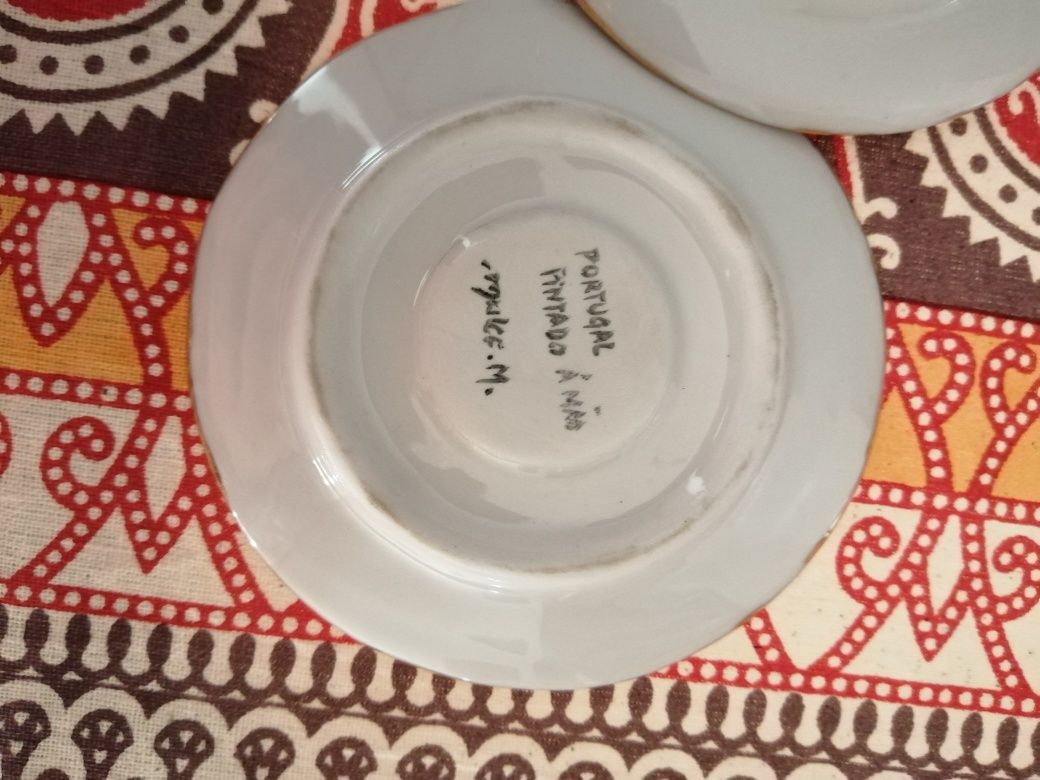 PORTUGAL
PINTADO Á MÃO
M.